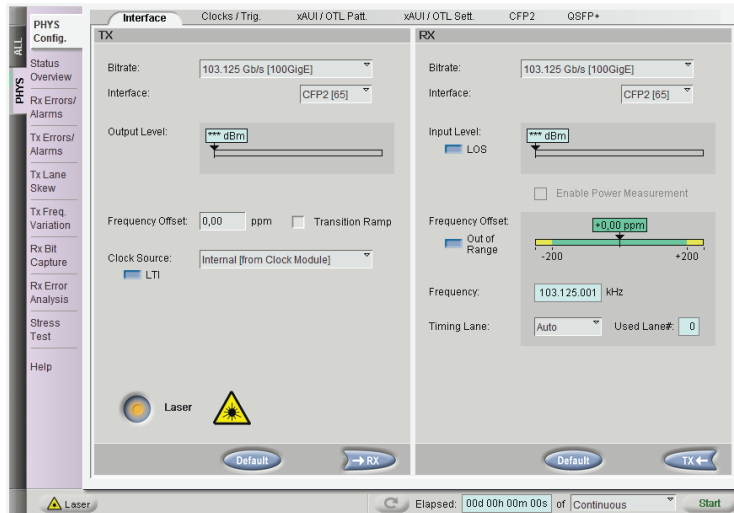 Interface
Clocks / Trig.
xAUI / OTL Patt.
xAUI / OTL Sett.
CFP2
QSFP+
ALL
PHYS
PHYS
Config.
Status
Overview
Rx Errors/
Alarms
Tx Errors/
Alarms
Tx Lane
Skew
Tx Freq.
Variation
Rx Bit
Capture
Rx Error
Analysis
Stress
Test
Help
TX
Bitrate:
103.125 Gb/s [100GigE]
Interface:
CFP2 [65]
Output Level:
*** dBm
Frequency Offset:
0,00
ppm
Transition Ramp
Clock Source:
Internal [from Clock Module]
LTI
Laser
Default
→ RX
RX
Bitrate:
103.125 Gb/s [100GigE]
Interface:
CFP2 [65]
Input Level:
*** dBm
LOS
Enable Power Measurement
Frequency Offset:
+0,00 ppm
Out of
Range
-200
+200
Frequency:
103.125.001
kHz
Timing Lane:
Auto
Used Lane#:
0
Default
TX ←
Laser
Elapsed:
00d 00h 00m 00s
of
Continuous
Start